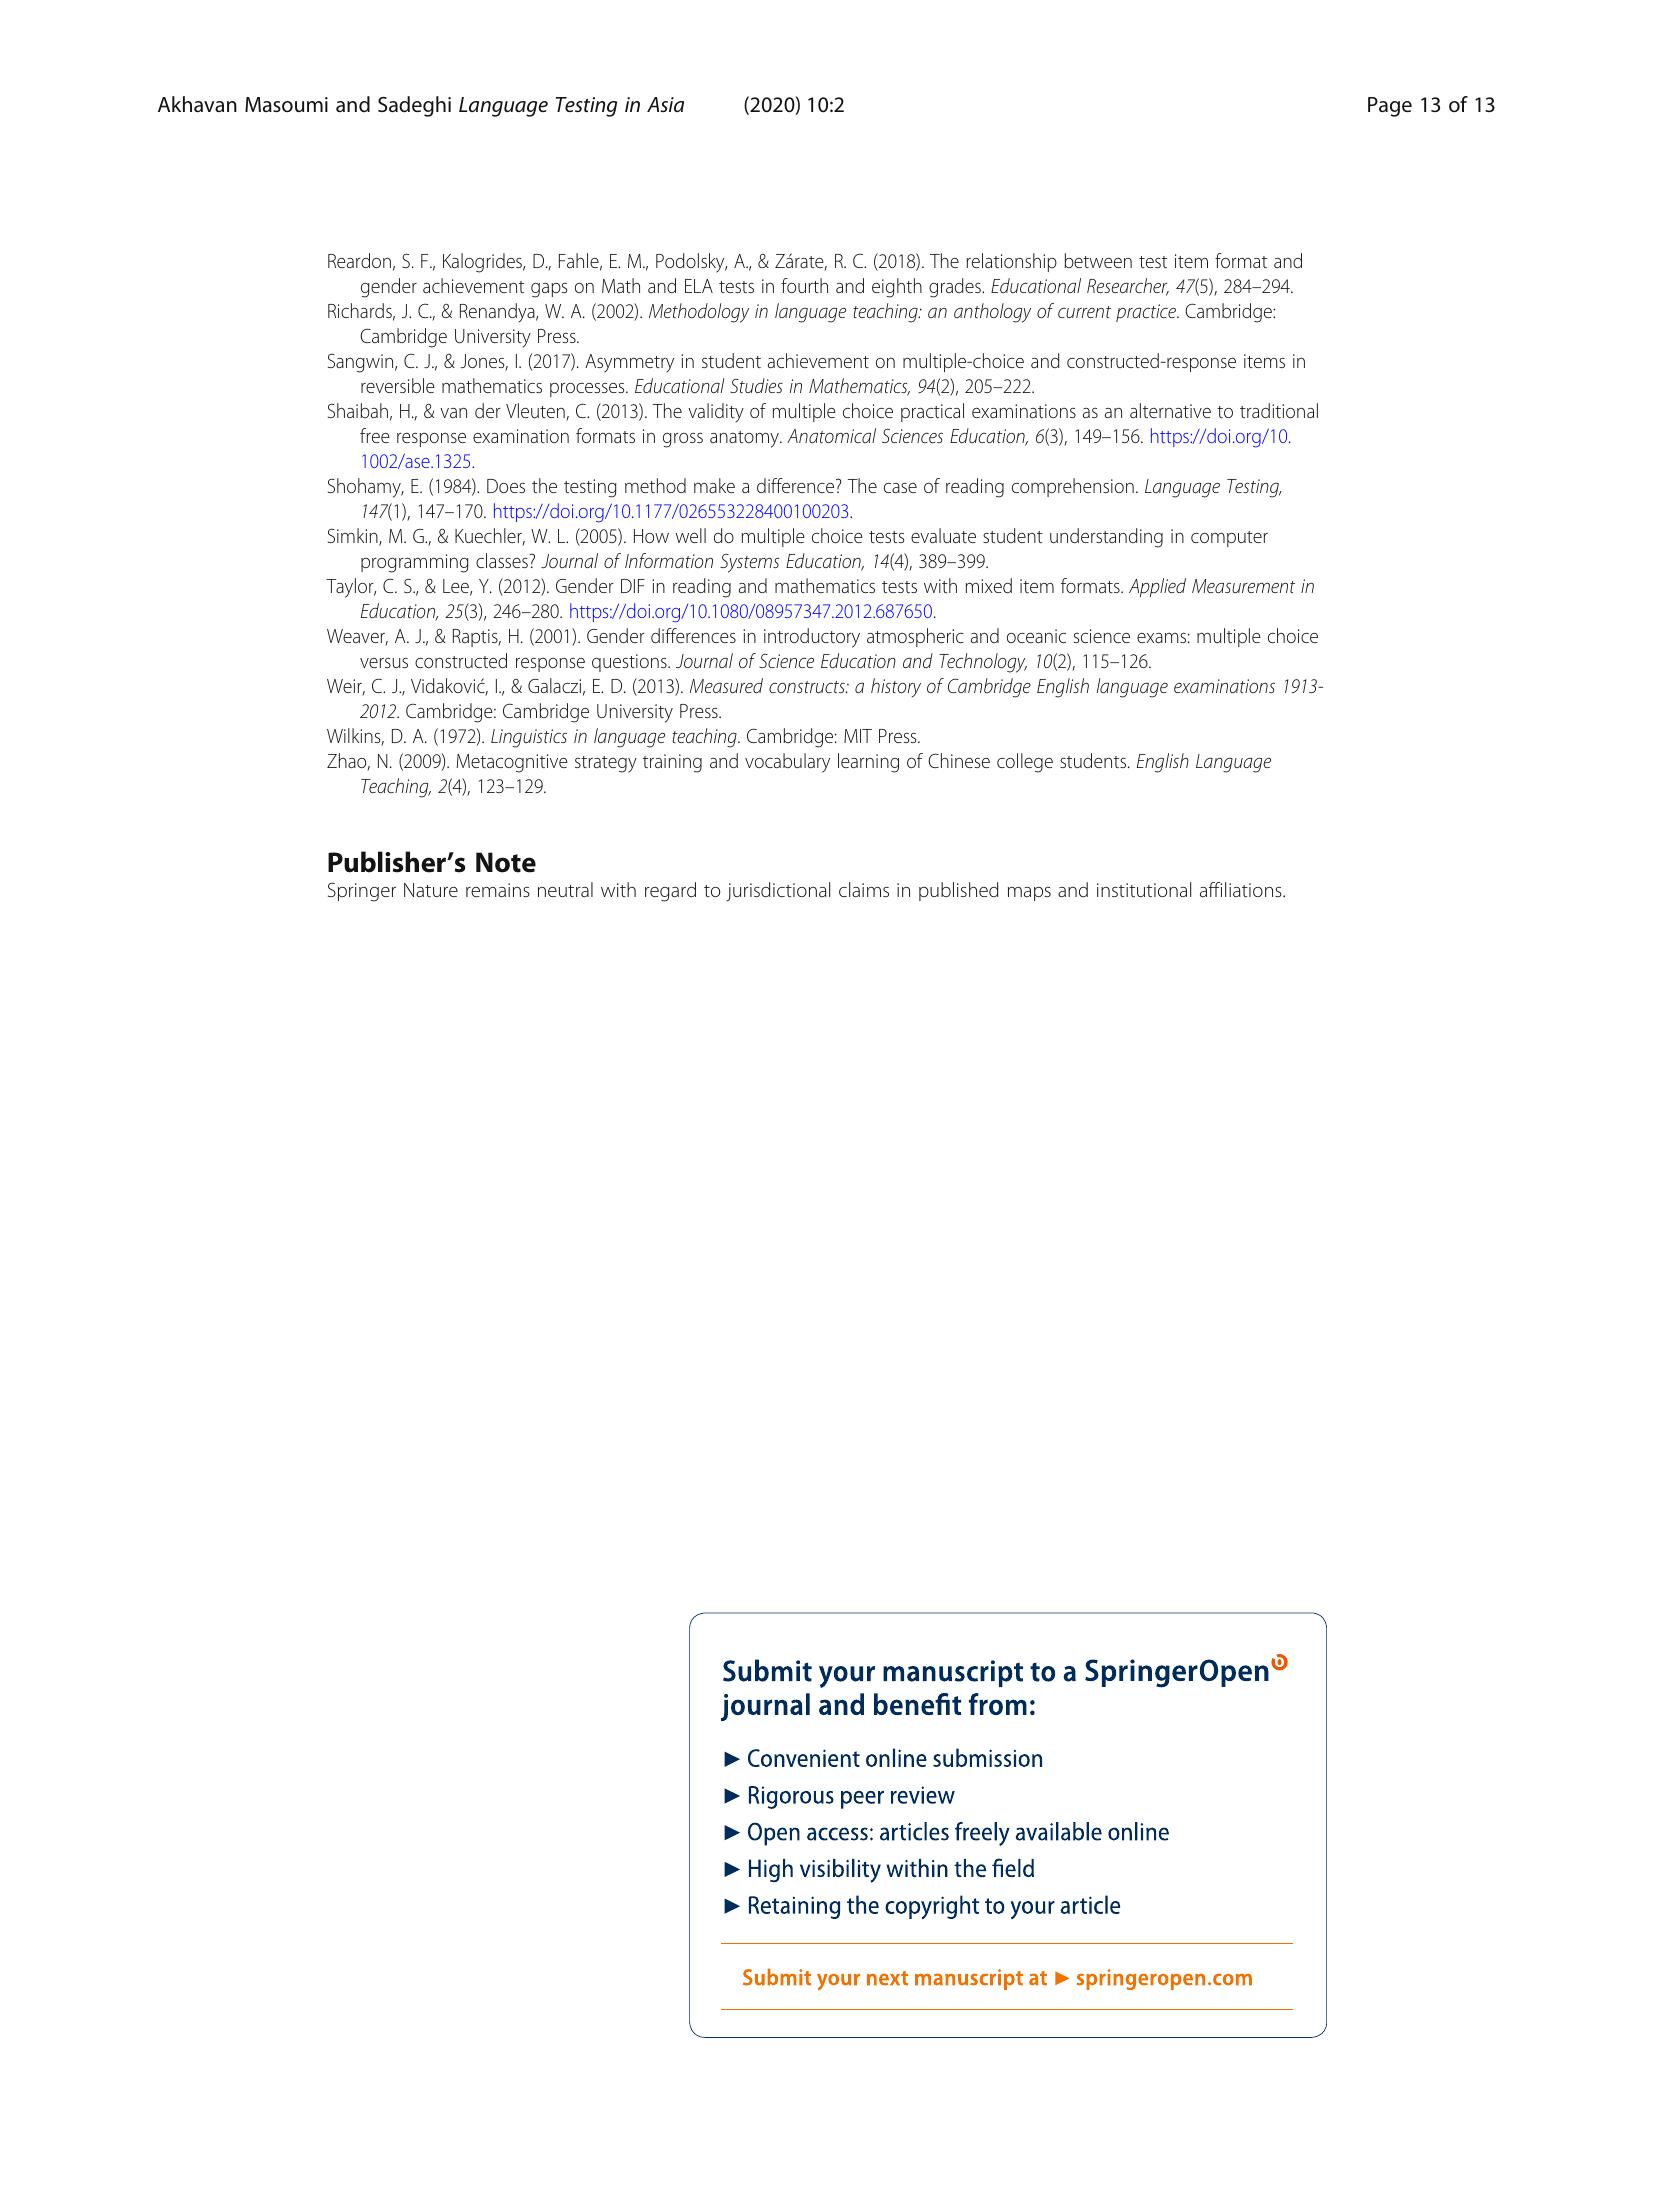 Akhavan Masoumi and Sadeghi Language Testing in Asia (2020) 10:2 Page 13 of 13
Reardon, S. F., Kalogrides, D., Fahle, E. M., Podolsky, A., & Zárate, R. C. (2018). The relationship between test item format and
gender achievement gaps on Math and ELA tests in fourth and eighth grades. Educational Researcher, 47(5), 284–294.
Richards, J. C., & Renandya, W. A. (2002). Methodology in language teaching: an anthology of current practice. Cambridge:
Cambridge University Press.
Sangwin, C. J., & Jones, I. (2017). Asymmetry in student achievement on multiple-choice and constructed-response items in
reversible mathematics processes. Educational Studies in Mathematics, 94(2), 205–222.
Shaibah, H., & van der Vleuten, C. (2013). The validity of multiple choice practical examinations as an alternative to traditional
free response examination formats in gross anatomy. Anatomical Sciences Education, 6(3), 149–156. https://doi.org/10.
1002/ase.1325.
Shohamy, E. (1984). Does the testing method make a difference? The case of reading comprehension. Language Testing,
147(1), 147–170. https://doi.org/10.1177/026553228400100203.
Simkin, M. G., & Kuechler, W. L. (2005). How well do multiple choice tests evaluate student understanding in computer
programming classes? Journal of Information Systems Education, 14(4), 389–399.
Taylor, C. S., & Lee, Y. (2012). Gender DIF in reading and mathematics tests with mixed item formats. Applied Measurement in
Education, 25(3), 246–280. https://doi.org/10.1080/08957347.2012.687650.
Weaver, A. J., & Raptis, H. (2001). Gender differences in introductory atmospheric and oceanic science exams: multiple choice
versus constructed response questions. Journal of Science Education and Technology, 10(2), 115–126.
Weir, C. J., Vidaković, I., & Galaczi, E. D. (2013). Measured constructs: a history of Cambridge English language examinations 1913-
2012. Cambridge: Cambridge University Press.
Wilkins, D. A. (1972). Linguistics in language teaching. Cambridge: MIT Press.
Zhao, N. (2009). Metacognitive strategy training and vocabulary learning of Chinese college students. English Language
Teaching, 2(4), 123–129.
Publisher’s Note
Springer Nature remains neutral with regard to jurisdictional claims in published maps and institutional affiliations.
Submit your manuscript to a SpringerOpen
journal and benefit from:
► Convenient online submission
► Rigorous peer review
► Open access: articles freely available online
► High visibility within the field
► Retaining the copyright to your article
Submit your next manuscript at ► springeropen.com